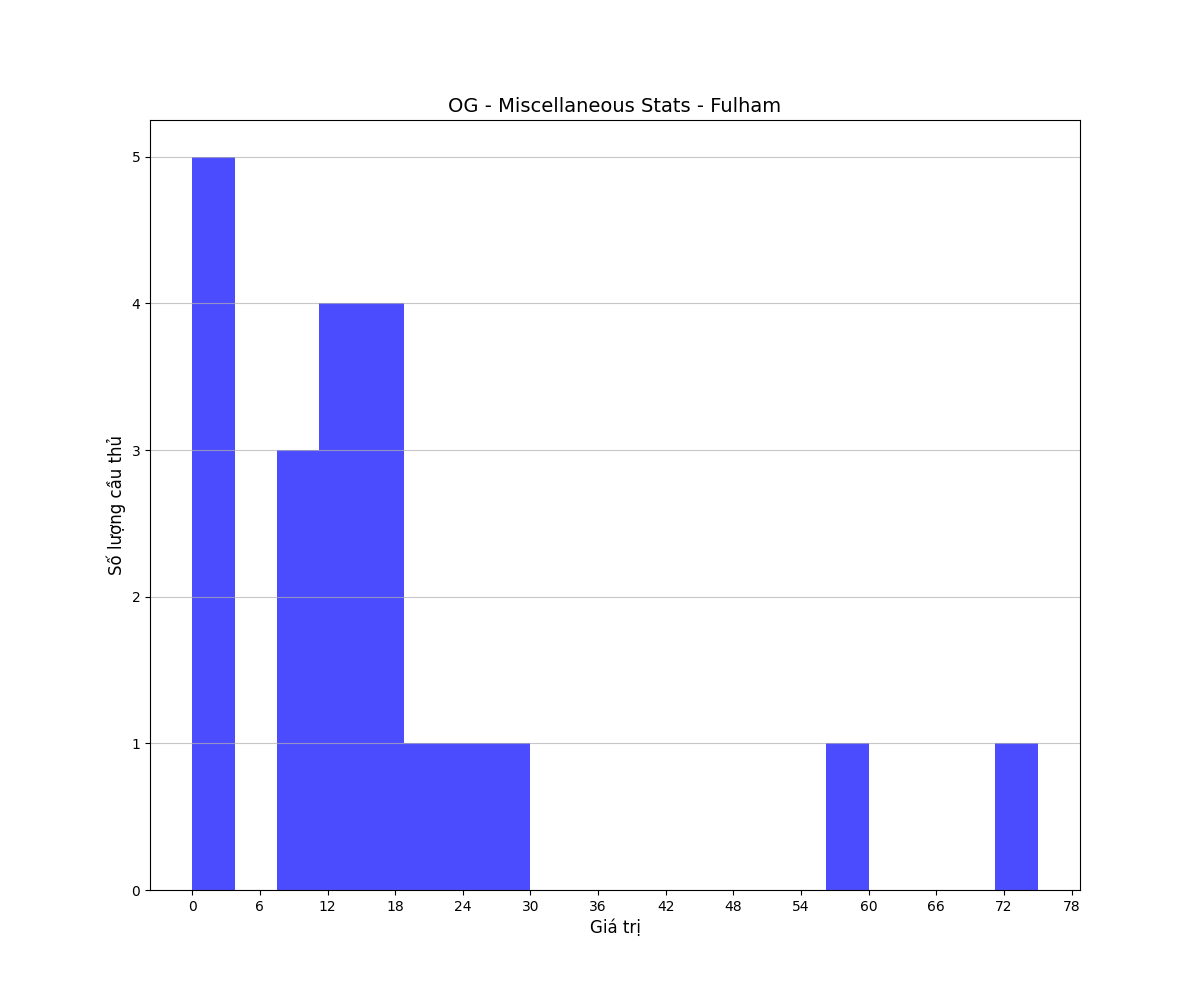 OG - Miscellaneous Stats - Fulham
5
4
3
2
1
0
Số lượng cầu thủ
0 6 12 18 24 30 36 42 48 54 60 66 72 78
Giá trị